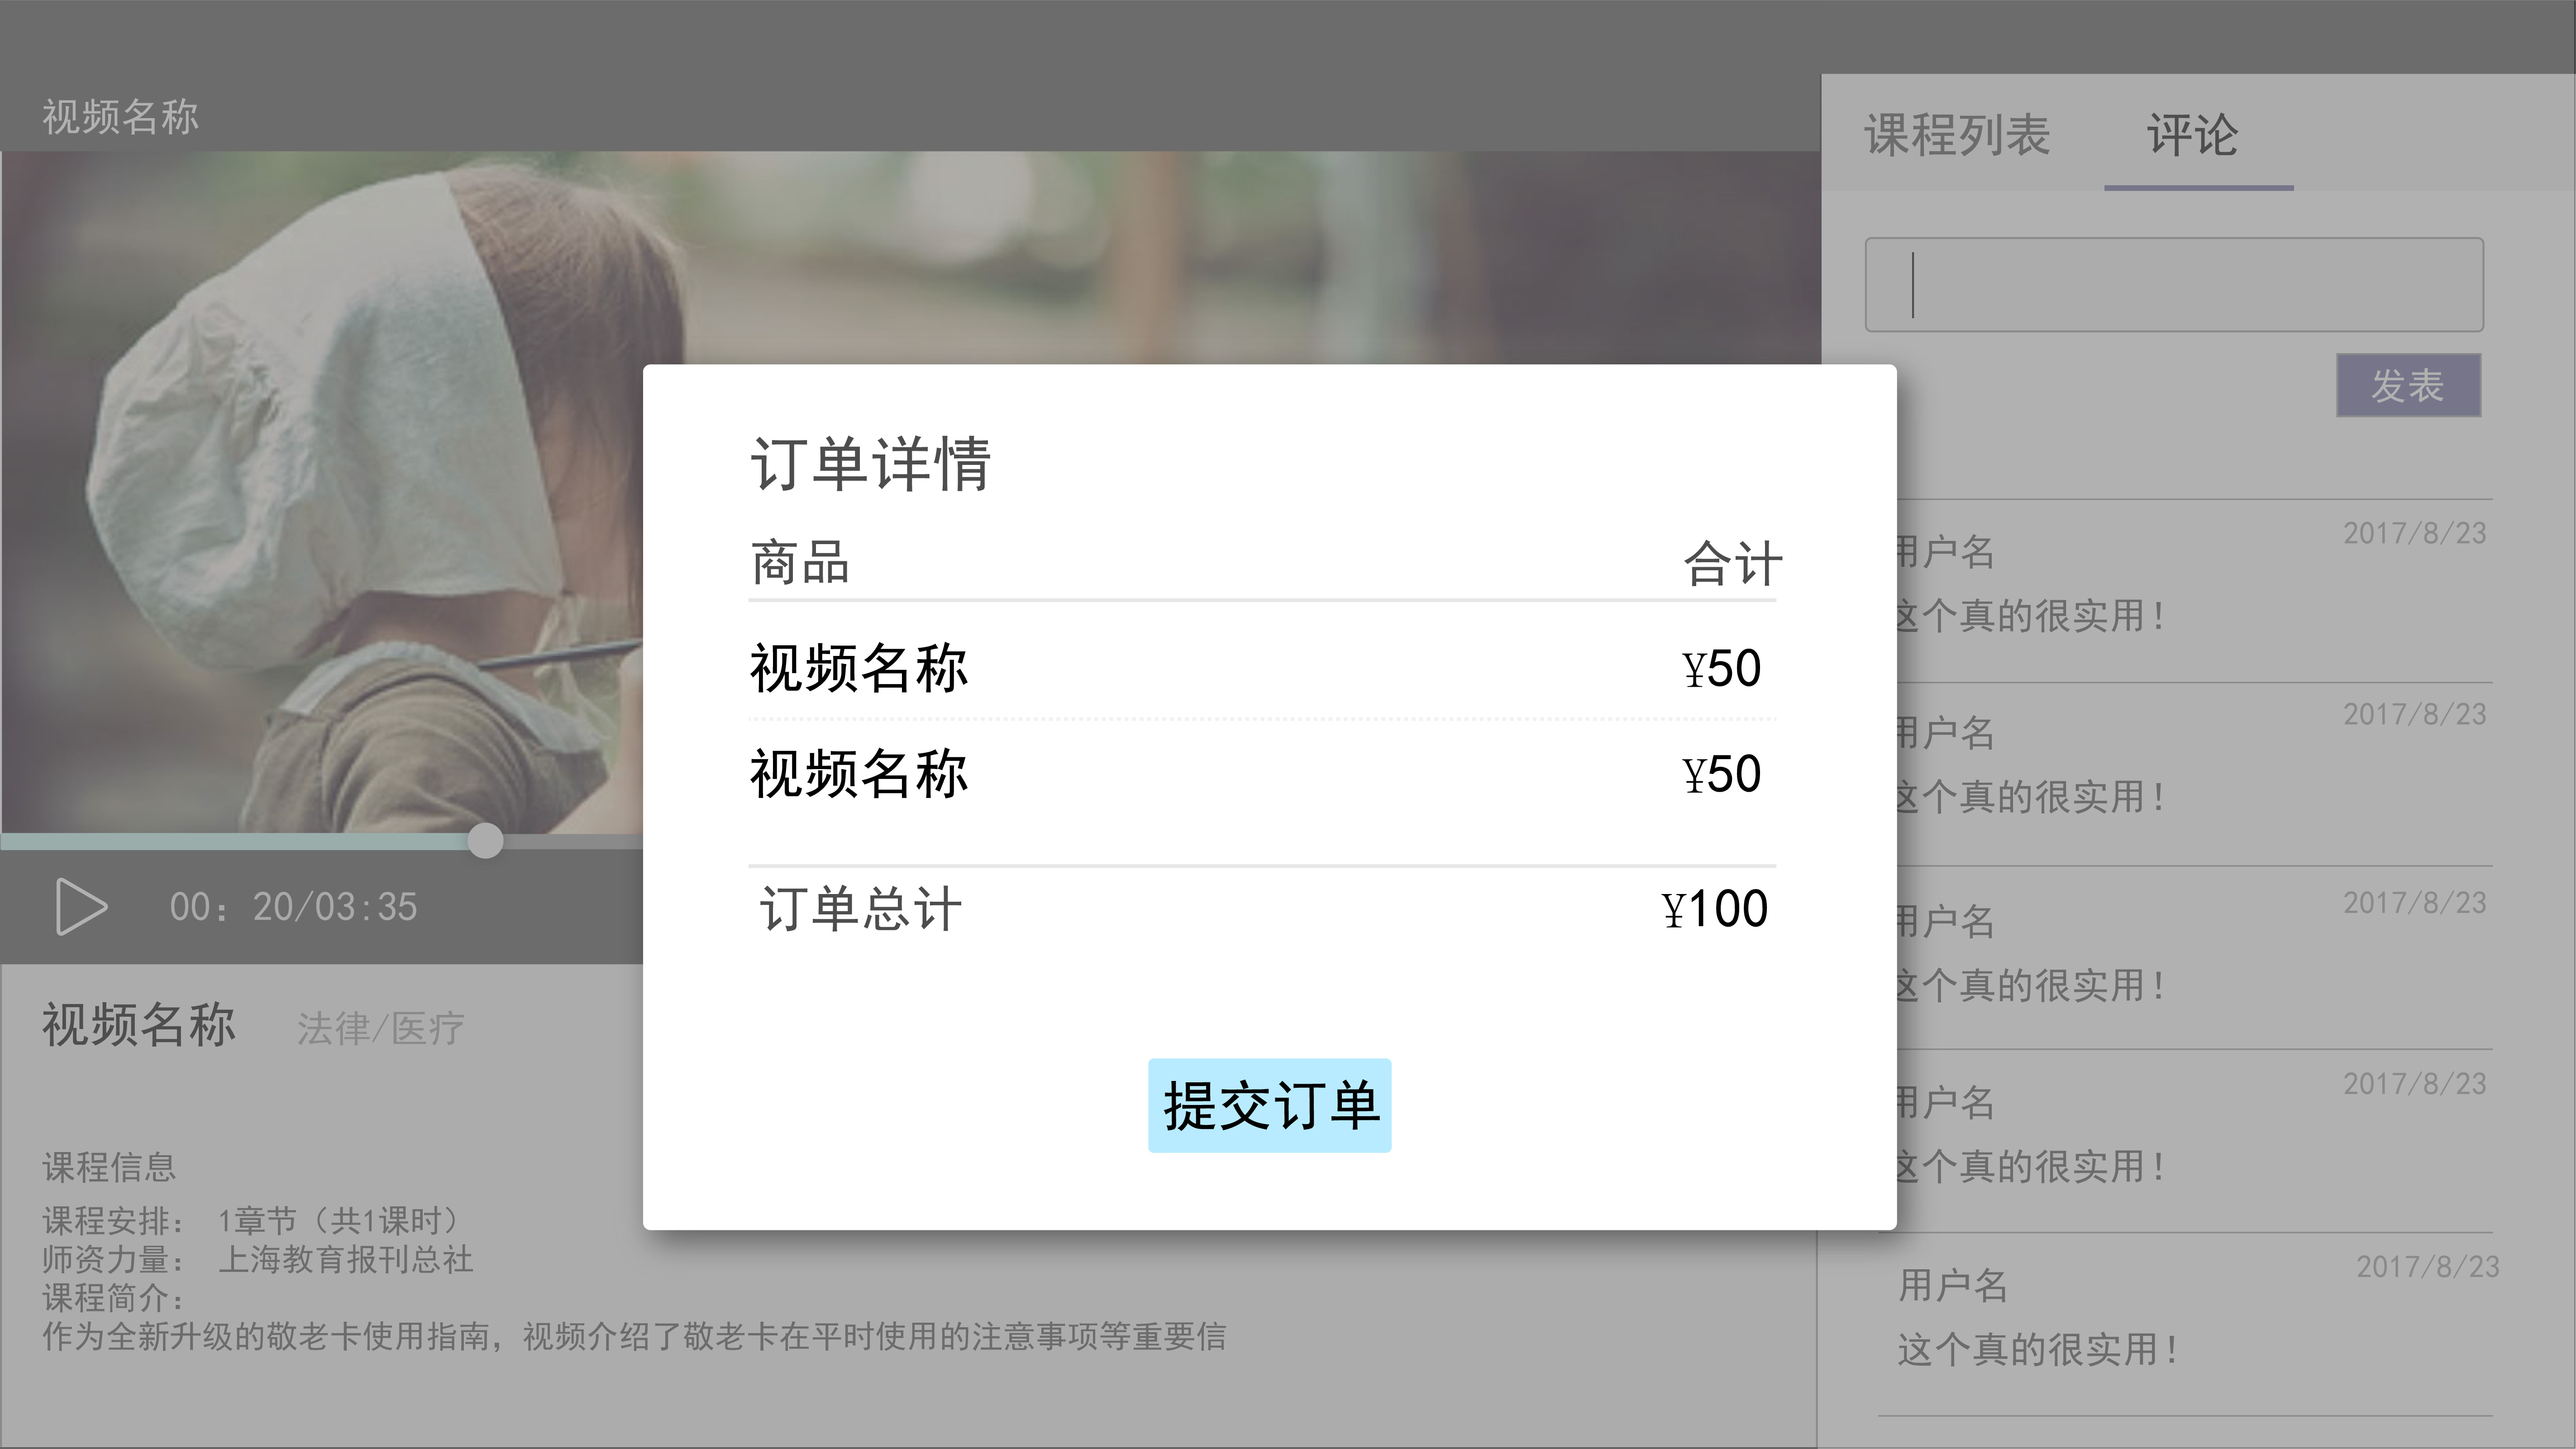 视频名称
课程列表 评论
发表
订单详情
商品 合计
视频名称 ¥50
视频名称 ¥50
订单总计 ¥100
提交订单
00：20/03:35
视频名称 法律/医疗
课程信息
课程安排： 1章节（共1课时）
师资力量： 上海教育报刊总社
课程简介：
作为全新升级的敬老卡使用指南，视频介绍了敬老卡在平时使用的注意事项等重要信
用户名 2017/8/23
这个真的很实用！
用户名 2017/8/23
这个真的很实用！
用户名 2017/8/23
这个真的很实用！
用户名 2017/8/23
这个真的很实用！
用户名 2017/8/23
这个真的很实用！